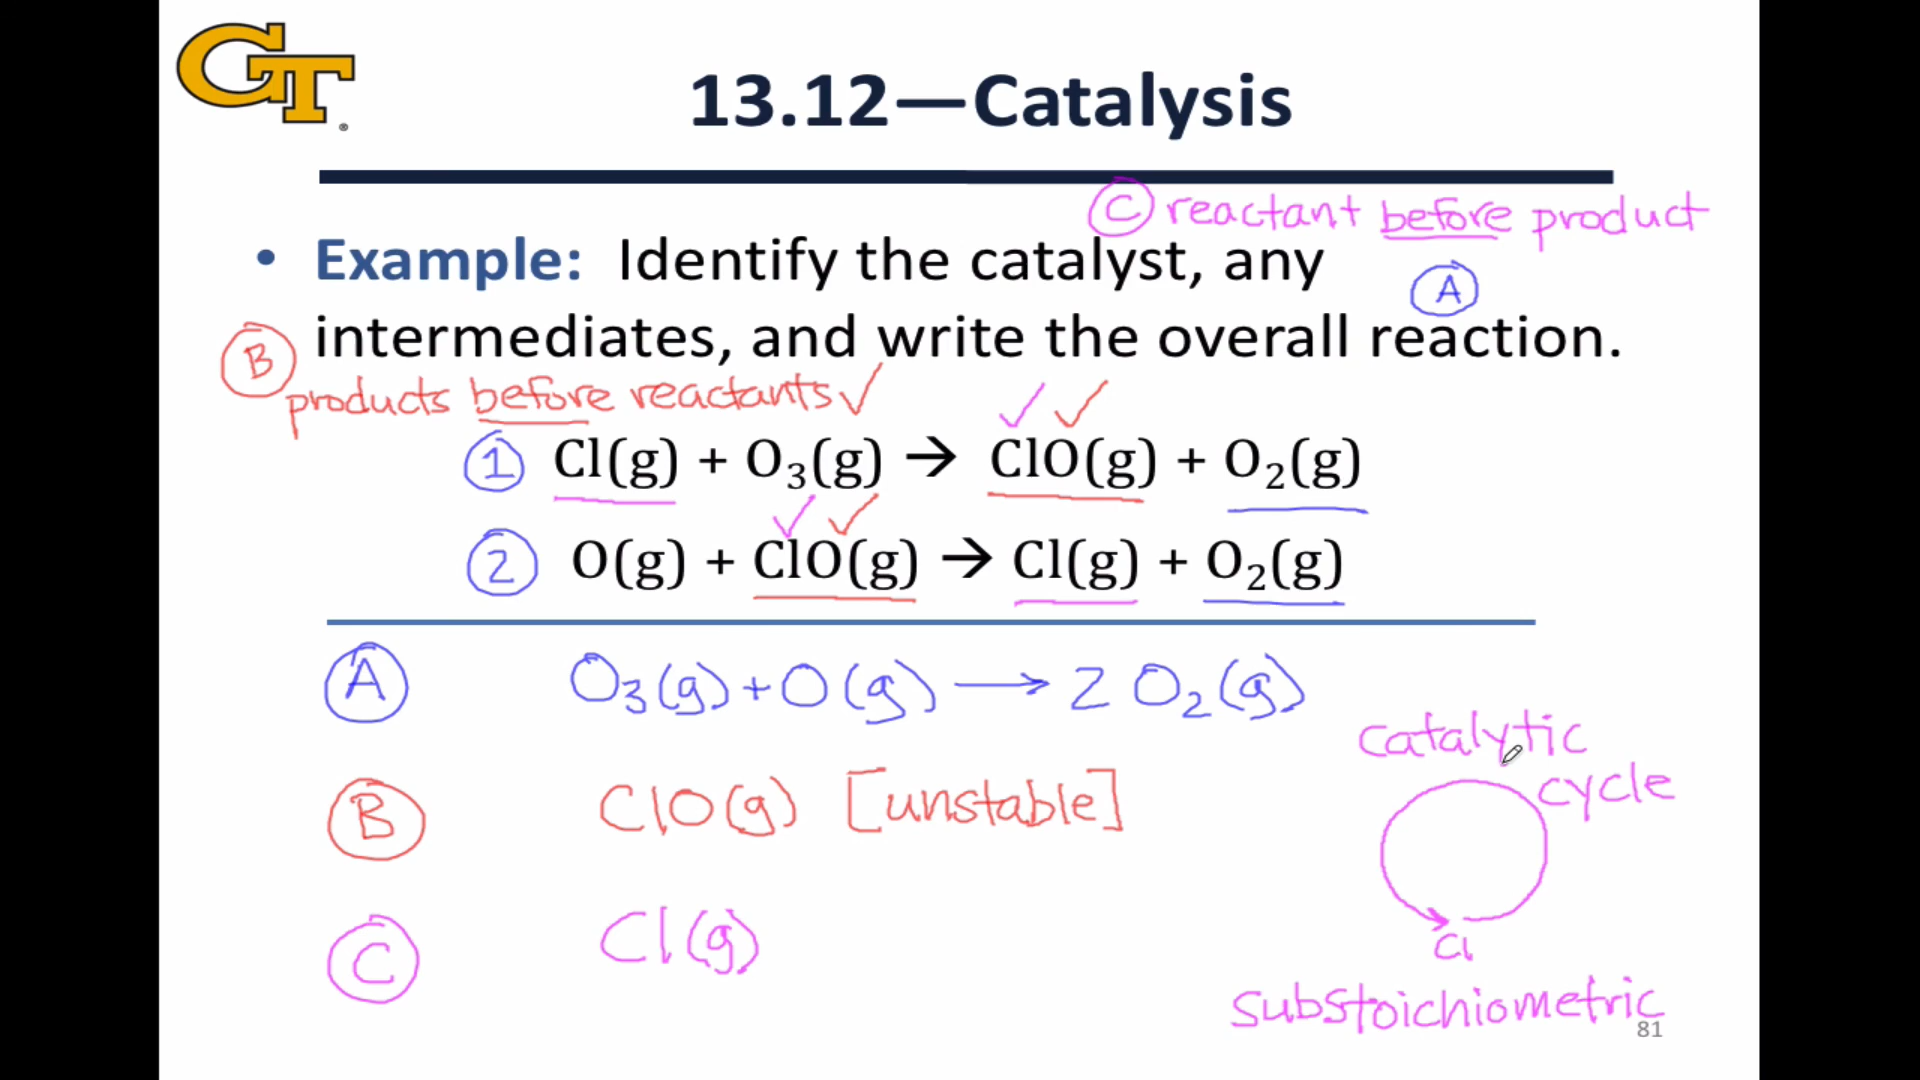 GT
®
13.12—Catalysis
C reactant before product
• Example: Identify the catalyst, any
A
B intermediates, and write the overall reaction.
products before reactants ✓
1 Cl(g) + O₃(g) → ClO(g) + O₂(g)
2 O(g) + ClO(g) → Cl(g) + O₂(g)
A O₃(g) + O(g) → 2 O₂(g)
catalytic
cycle
B ClO(g) [unstable]
C Cl(g)
Cl
substoichiometric
81